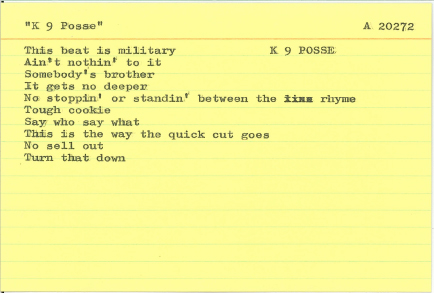 "K 9 Posse" A 20272
This beat is military K 9 POSSE
Ain't nothin' to it
Somebody's brother
It gets no deeper
No stoppin' or standin' between the rhyme
Tough cookie
Say who say what
This is the way the quick cut goes
No sell out
Turn that down